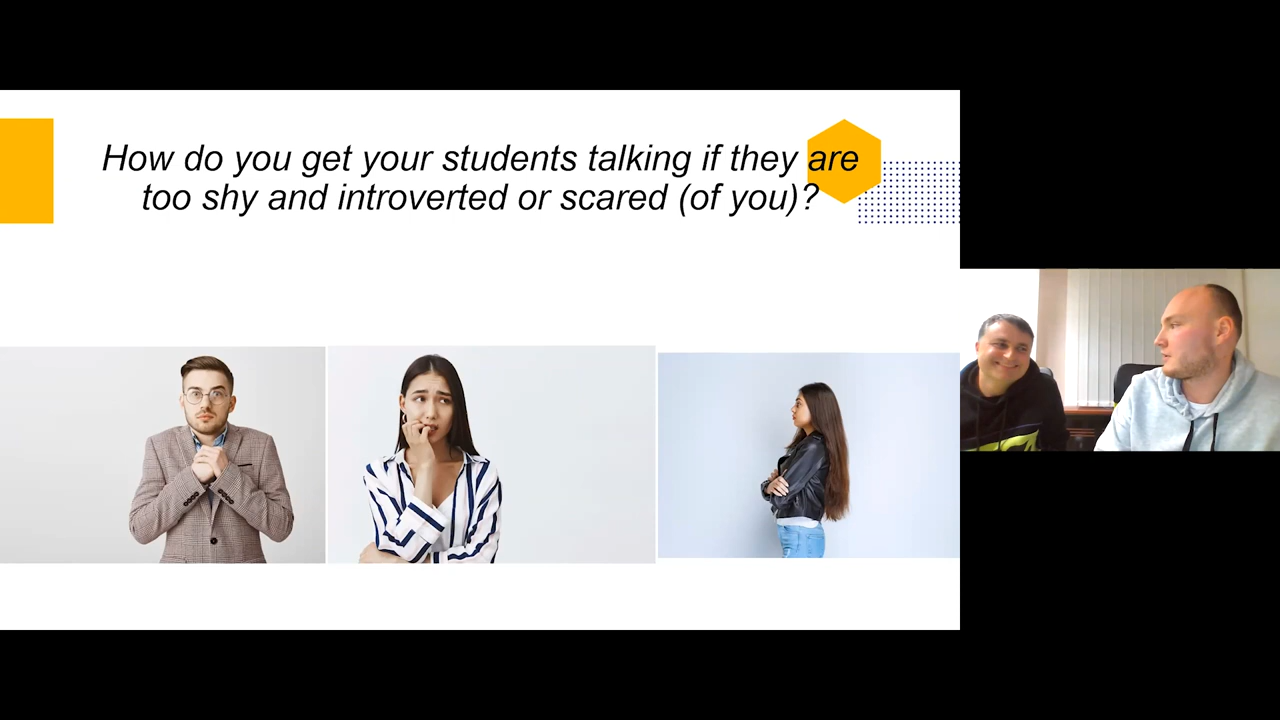 How do you get your students talking if they are
too shy and introverted or scared (of you)?